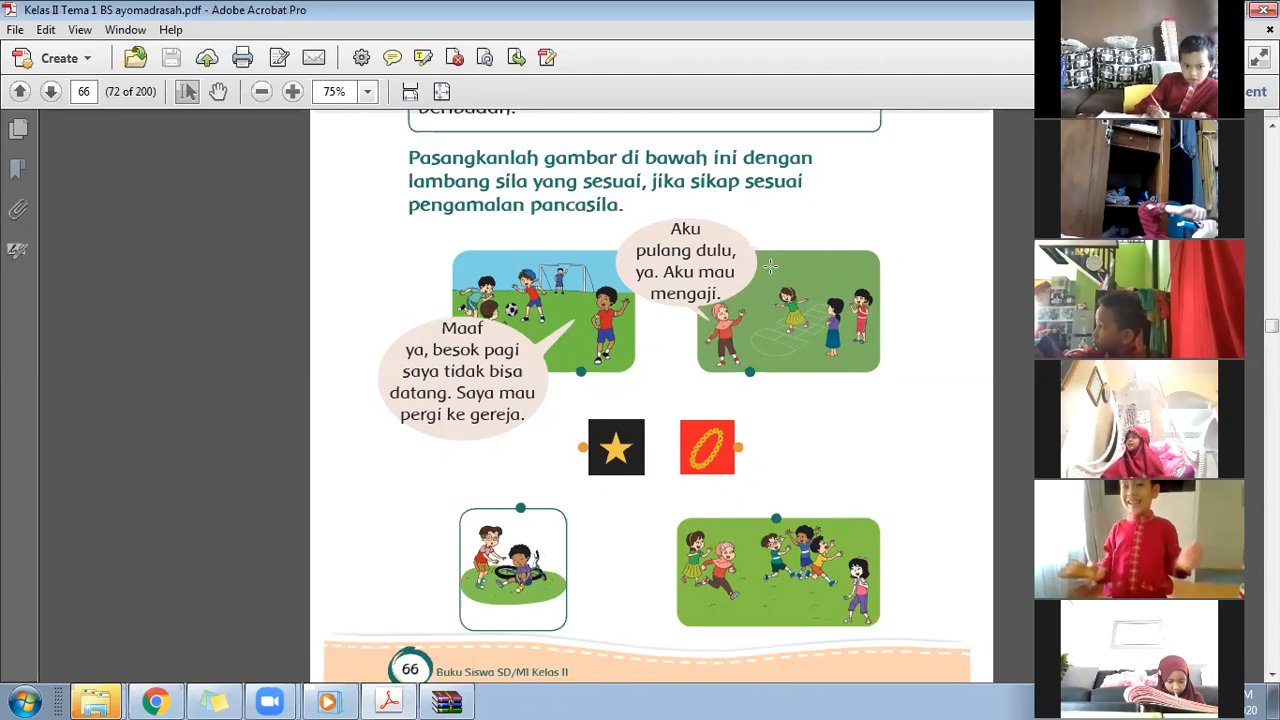 Kelas II Tema 1 BS ayomadrasah.pdf - Adobe Acrobat Pro
File Edit View Window Help
Create
66 (72 of 200) 75%
Pasangkanlah gambar di bawah ini dengan
lambang sila yang sesuai, jika sikap sesuai
pengamalan pancasila.
Aku
pulang dulu,
ya. Aku mau
mengaji.
Maaf
ya, besok pagi
saya tidak bisa
datang. Saya mau
pergi ke gereja.
66 Buku Siswa SD/MI Kelas II